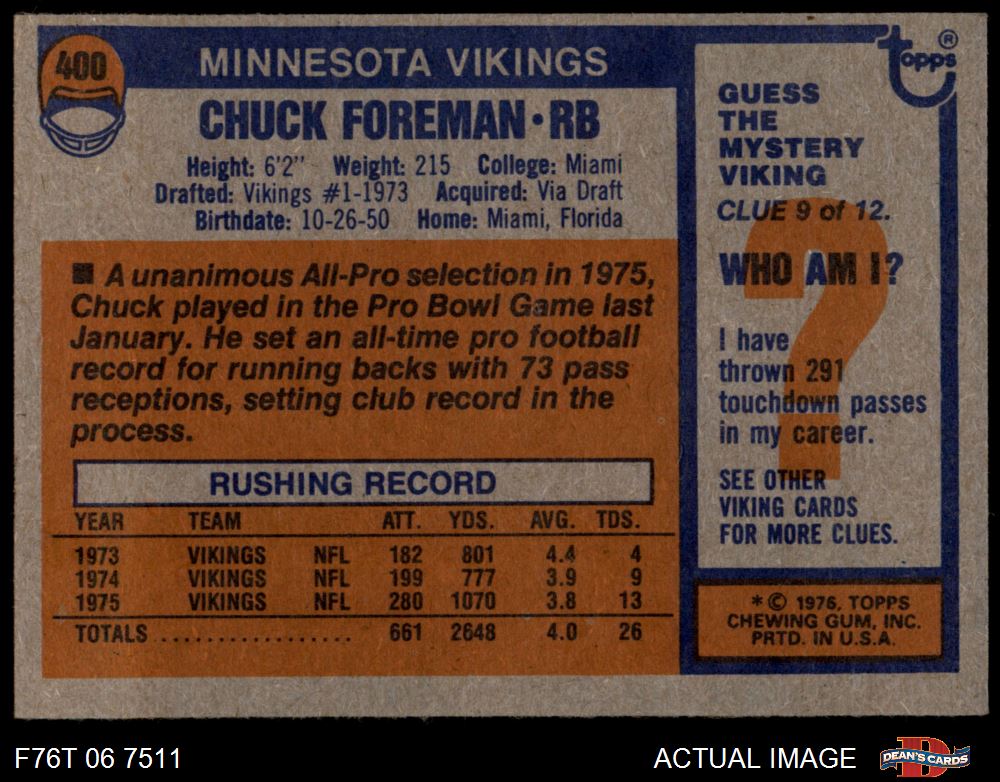 400
MINNESOTA VIKINGS
CHUCK FOREMAN • RB
Height: 6'2'' Weight: 215 College: Miami
Drafted: Vikings #1-1973 Acquired: Via Draft
Birthdate: 10-26-50 Home: Miami, Florida
■ A unanimous All-Pro selection in 1975,
Chuck played in the Pro Bowl Game last
January. He set an all-time pro football
record for running backs with 73 pass
receptions, setting club record in the
process.
RUSHING RECORD
YEAR TEAM ATT. YDS. AVG. TDS.
1973 VIKINGS NFL 182 801 4.4 4
1974 VIKINGS NFL 199 777 3.9 9
1975 VIKINGS NFL 280 1070 3.8 13
TOTALS .................. 661 2648 4.0 26
Topps ®
GUESS
THE
MYSTERY
VIKING
CLUE 9 of 12.
WHO AM I?
?
I have
thrown 291
touchdown passes
in my career.
SEE OTHER
VIKING CARDS
FOR MORE CLUES.
* © 1976, TOPPS
CHEWING GUM, INC.
PRTD. IN U.S.A.
F76T 06 7511
ACTUAL IMAGE
D
DEAN'S CARDS